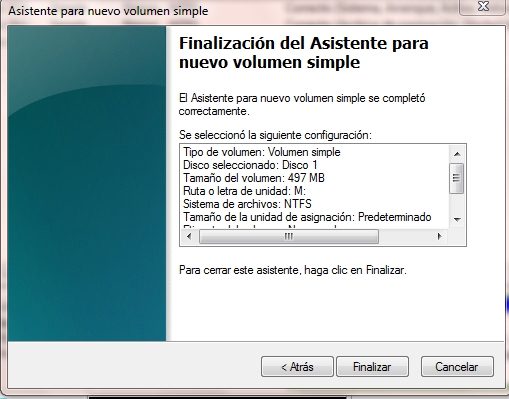 Asistente para nuevo volumen simple
Finalización del Asistente para
nuevo volumen simple
El Asistente para nuevo volumen simple se completó
correctamente.
Se seleccionó la siguiente configuración:
Tipo de volumen: Volumen simple
Disco seleccionado: Disco 1
Tamaño del volumen: 497 MB
Ruta o letra de unidad: M:
Sistema de archivos: NTFS
Tamaño de la unidad de asignación: Predeterminado
Para cerrar este asistente, haga clic en Finalizar.
< Atrás
Finalizar
Cancelar